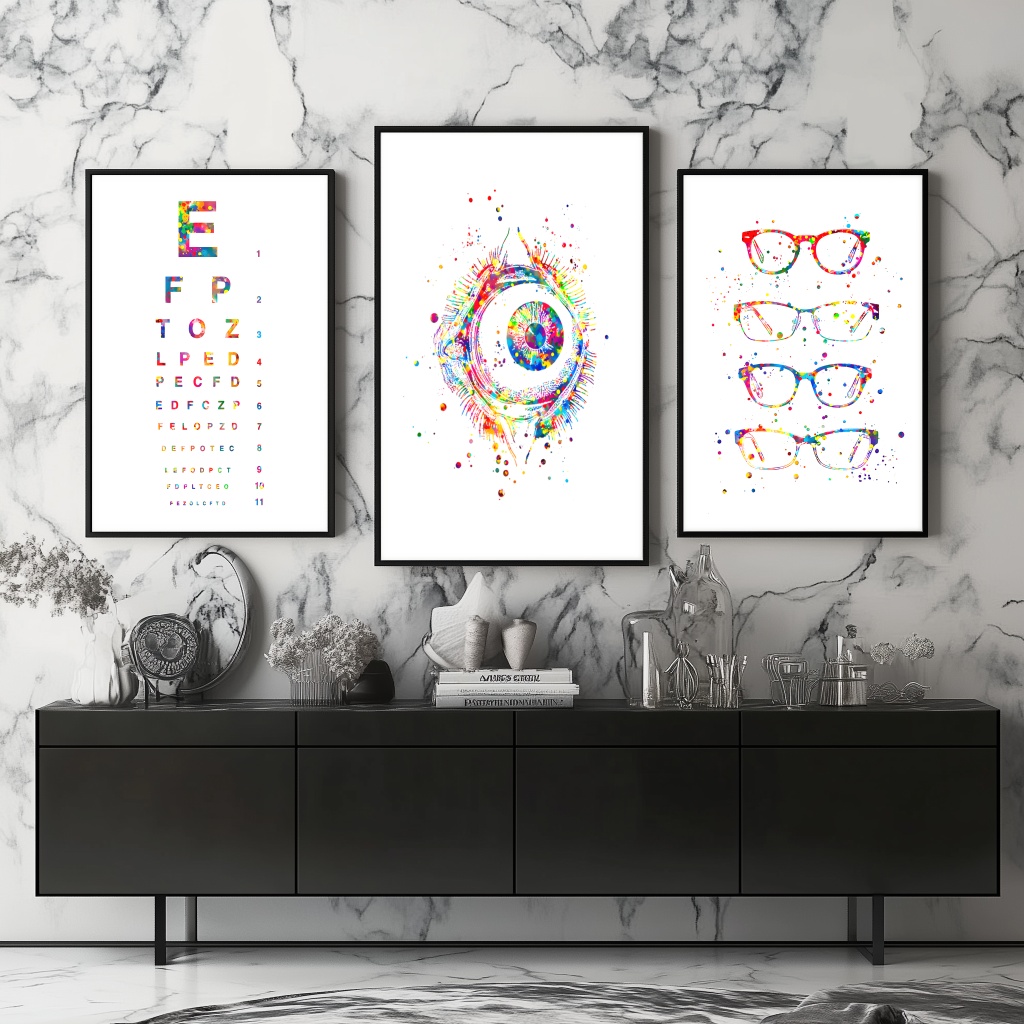 E 1
F P 2
T O Z 3
L P E D 4
P E C F D 5
E D F C Z P 6
F E L O P Z D 7
D E F P O T E C 8
L E F O D P C T 9
F D P L T C E O 10
P E Z O L C F T D 11